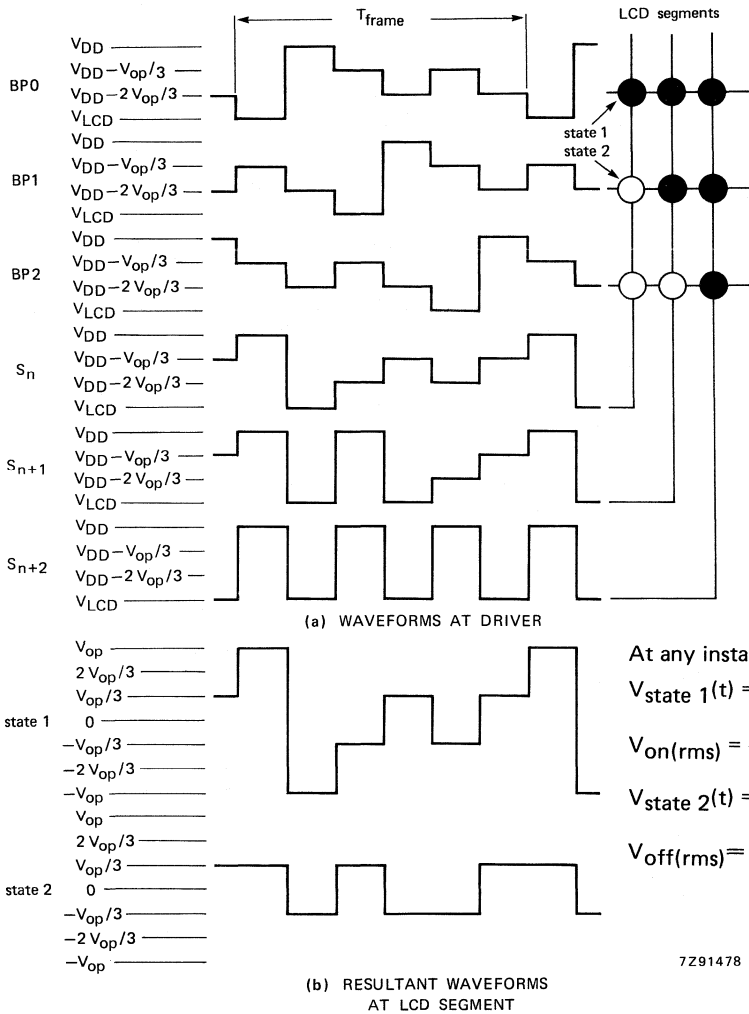 T_frame
LCD segments
BP0
V_DD
V_DD−V_op/3
V_DD−2 V_op/3
V_LCD
state 1
state 2
BP1
V_DD
V_DD−V_op/3
V_DD−2 V_op/3
V_LCD
BP2
V_DD
V_DD−V_op/3
V_DD−2 V_op/3
V_LCD
S_n
V_DD
V_DD−V_op/3
V_DD−2 V_op/3
V_LCD
S_n+1
V_DD
V_DD−V_op/3
V_DD−2 V_op/3
V_LCD
S_n+2
V_DD
V_DD−V_op/3
V_DD−2 V_op/3
V_LCD
(a) WAVEFORMS AT DRIVER
state 1
V_op
2 V_op/3
V_op/3
0
−V_op/3
−2 V_op/3
−V_op
state 2
V_op
2 V_op/3
V_op/3
0
−V_op/3
−2 V_op/3
−V_op
At any insta
V_state 1(t) =
V_on(rms) =
V_state 2(t) =
V_off(rms) =
(b) RESULTANT WAVEFORMS
AT LCD SEGMENT
7Z91478